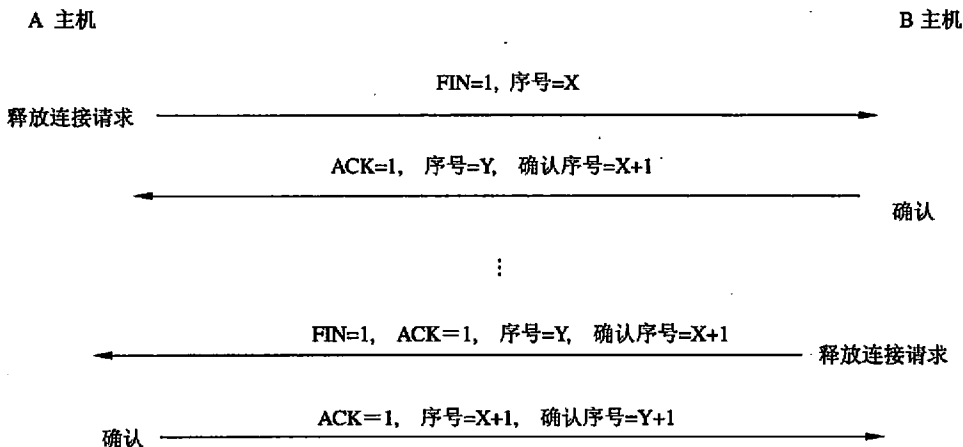 A 主机
B 主机
FIN=1, 序号=X
释放连接请求
ACK=1, 序号=Y, 确认序号=X+1
确认
⋮
FIN=1, ACK=1, 序号=Y, 确认序号=X+1
释放连接请求
ACK=1, 序号=X+1, 确认序号=Y+1
确认